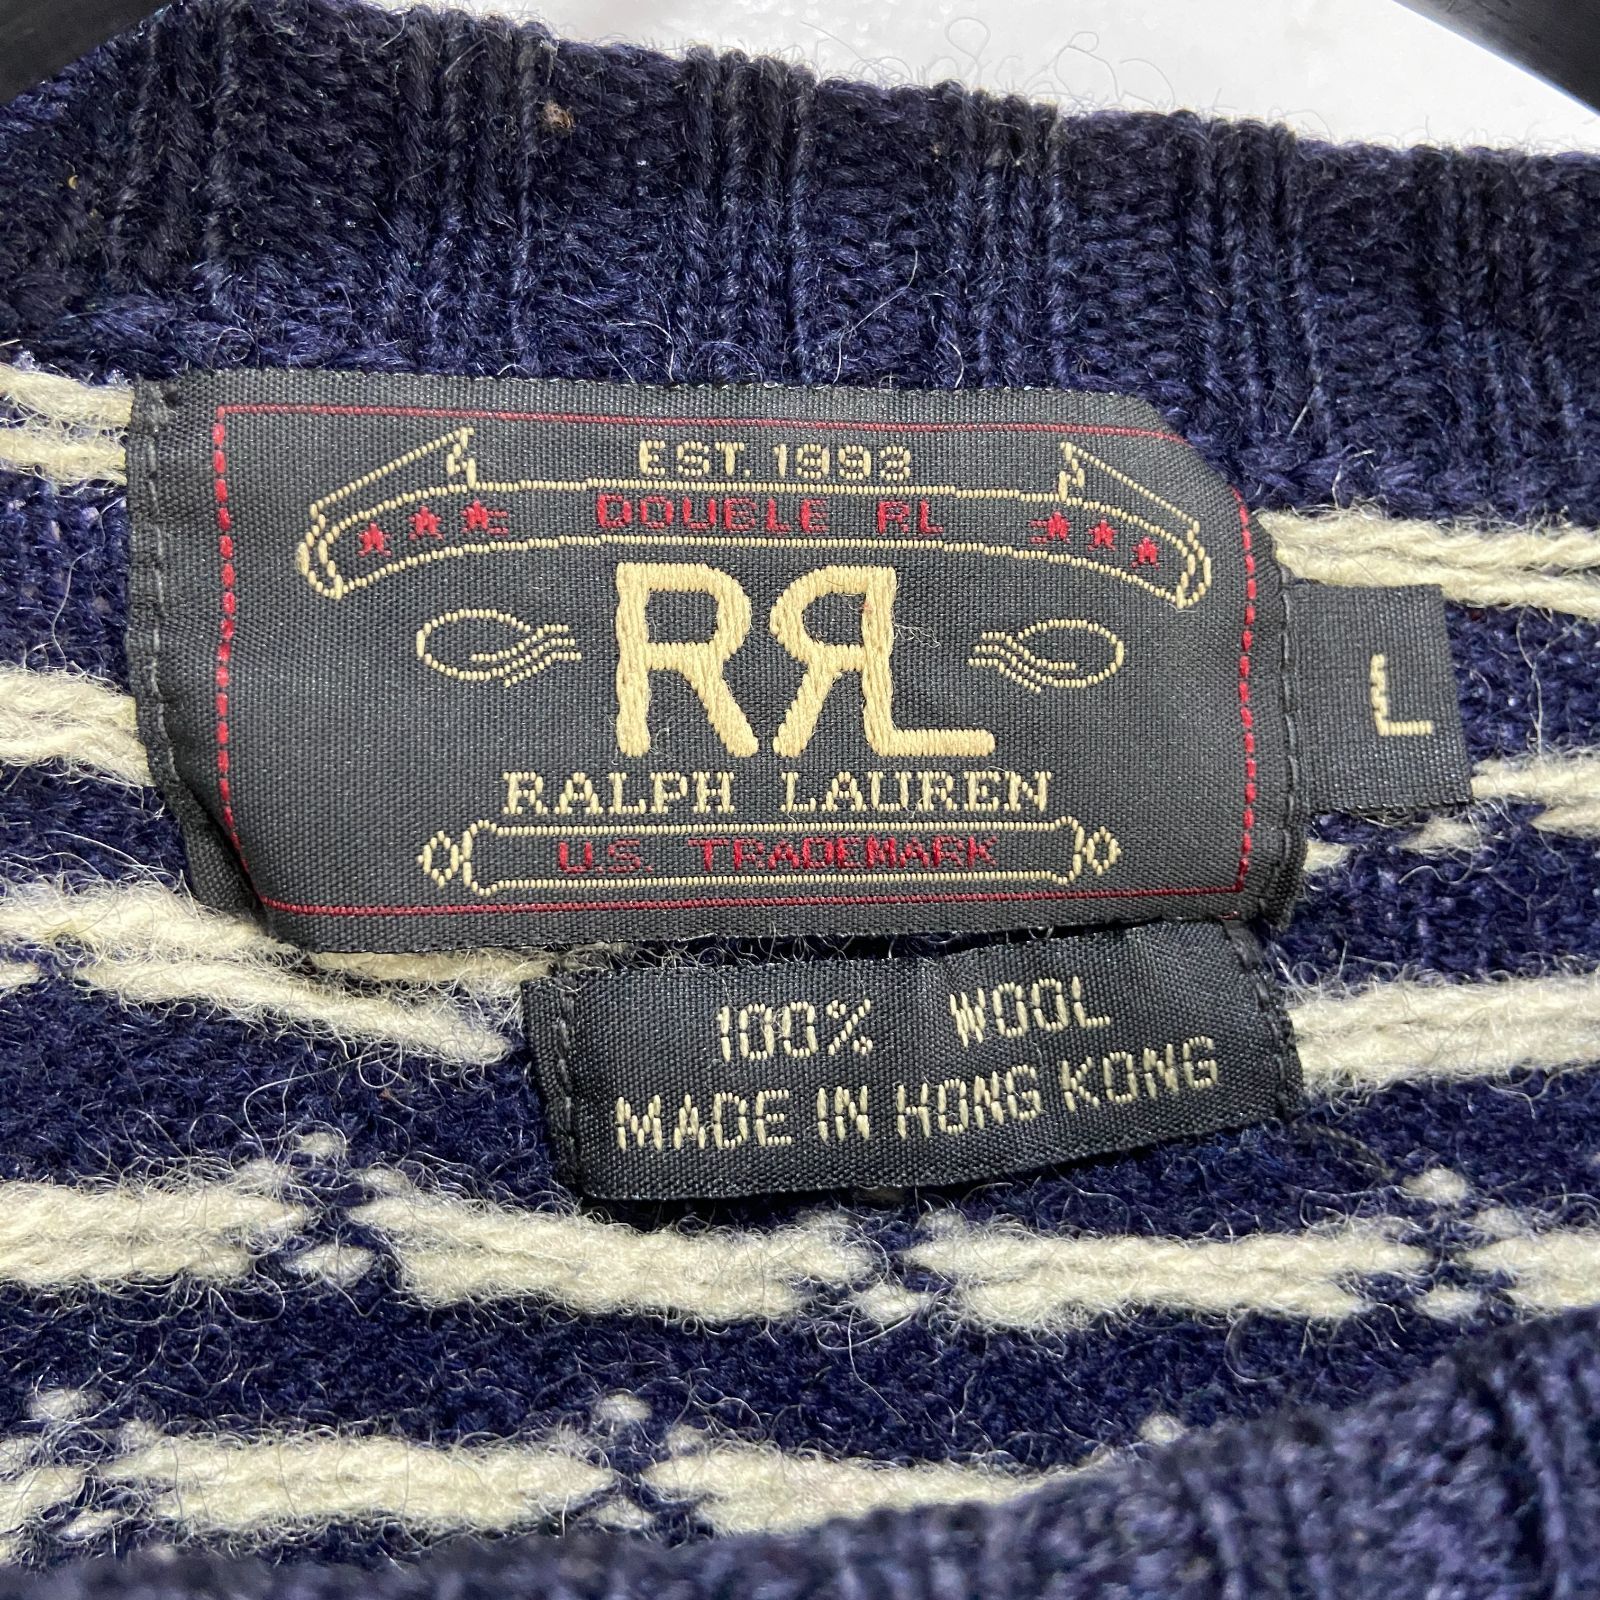 EST. 1993
DOUBLE RL
RRL
RALPH LAUREN
U.S. TRADEMARK
L
100% WOOL
MADE IN HONG KONG